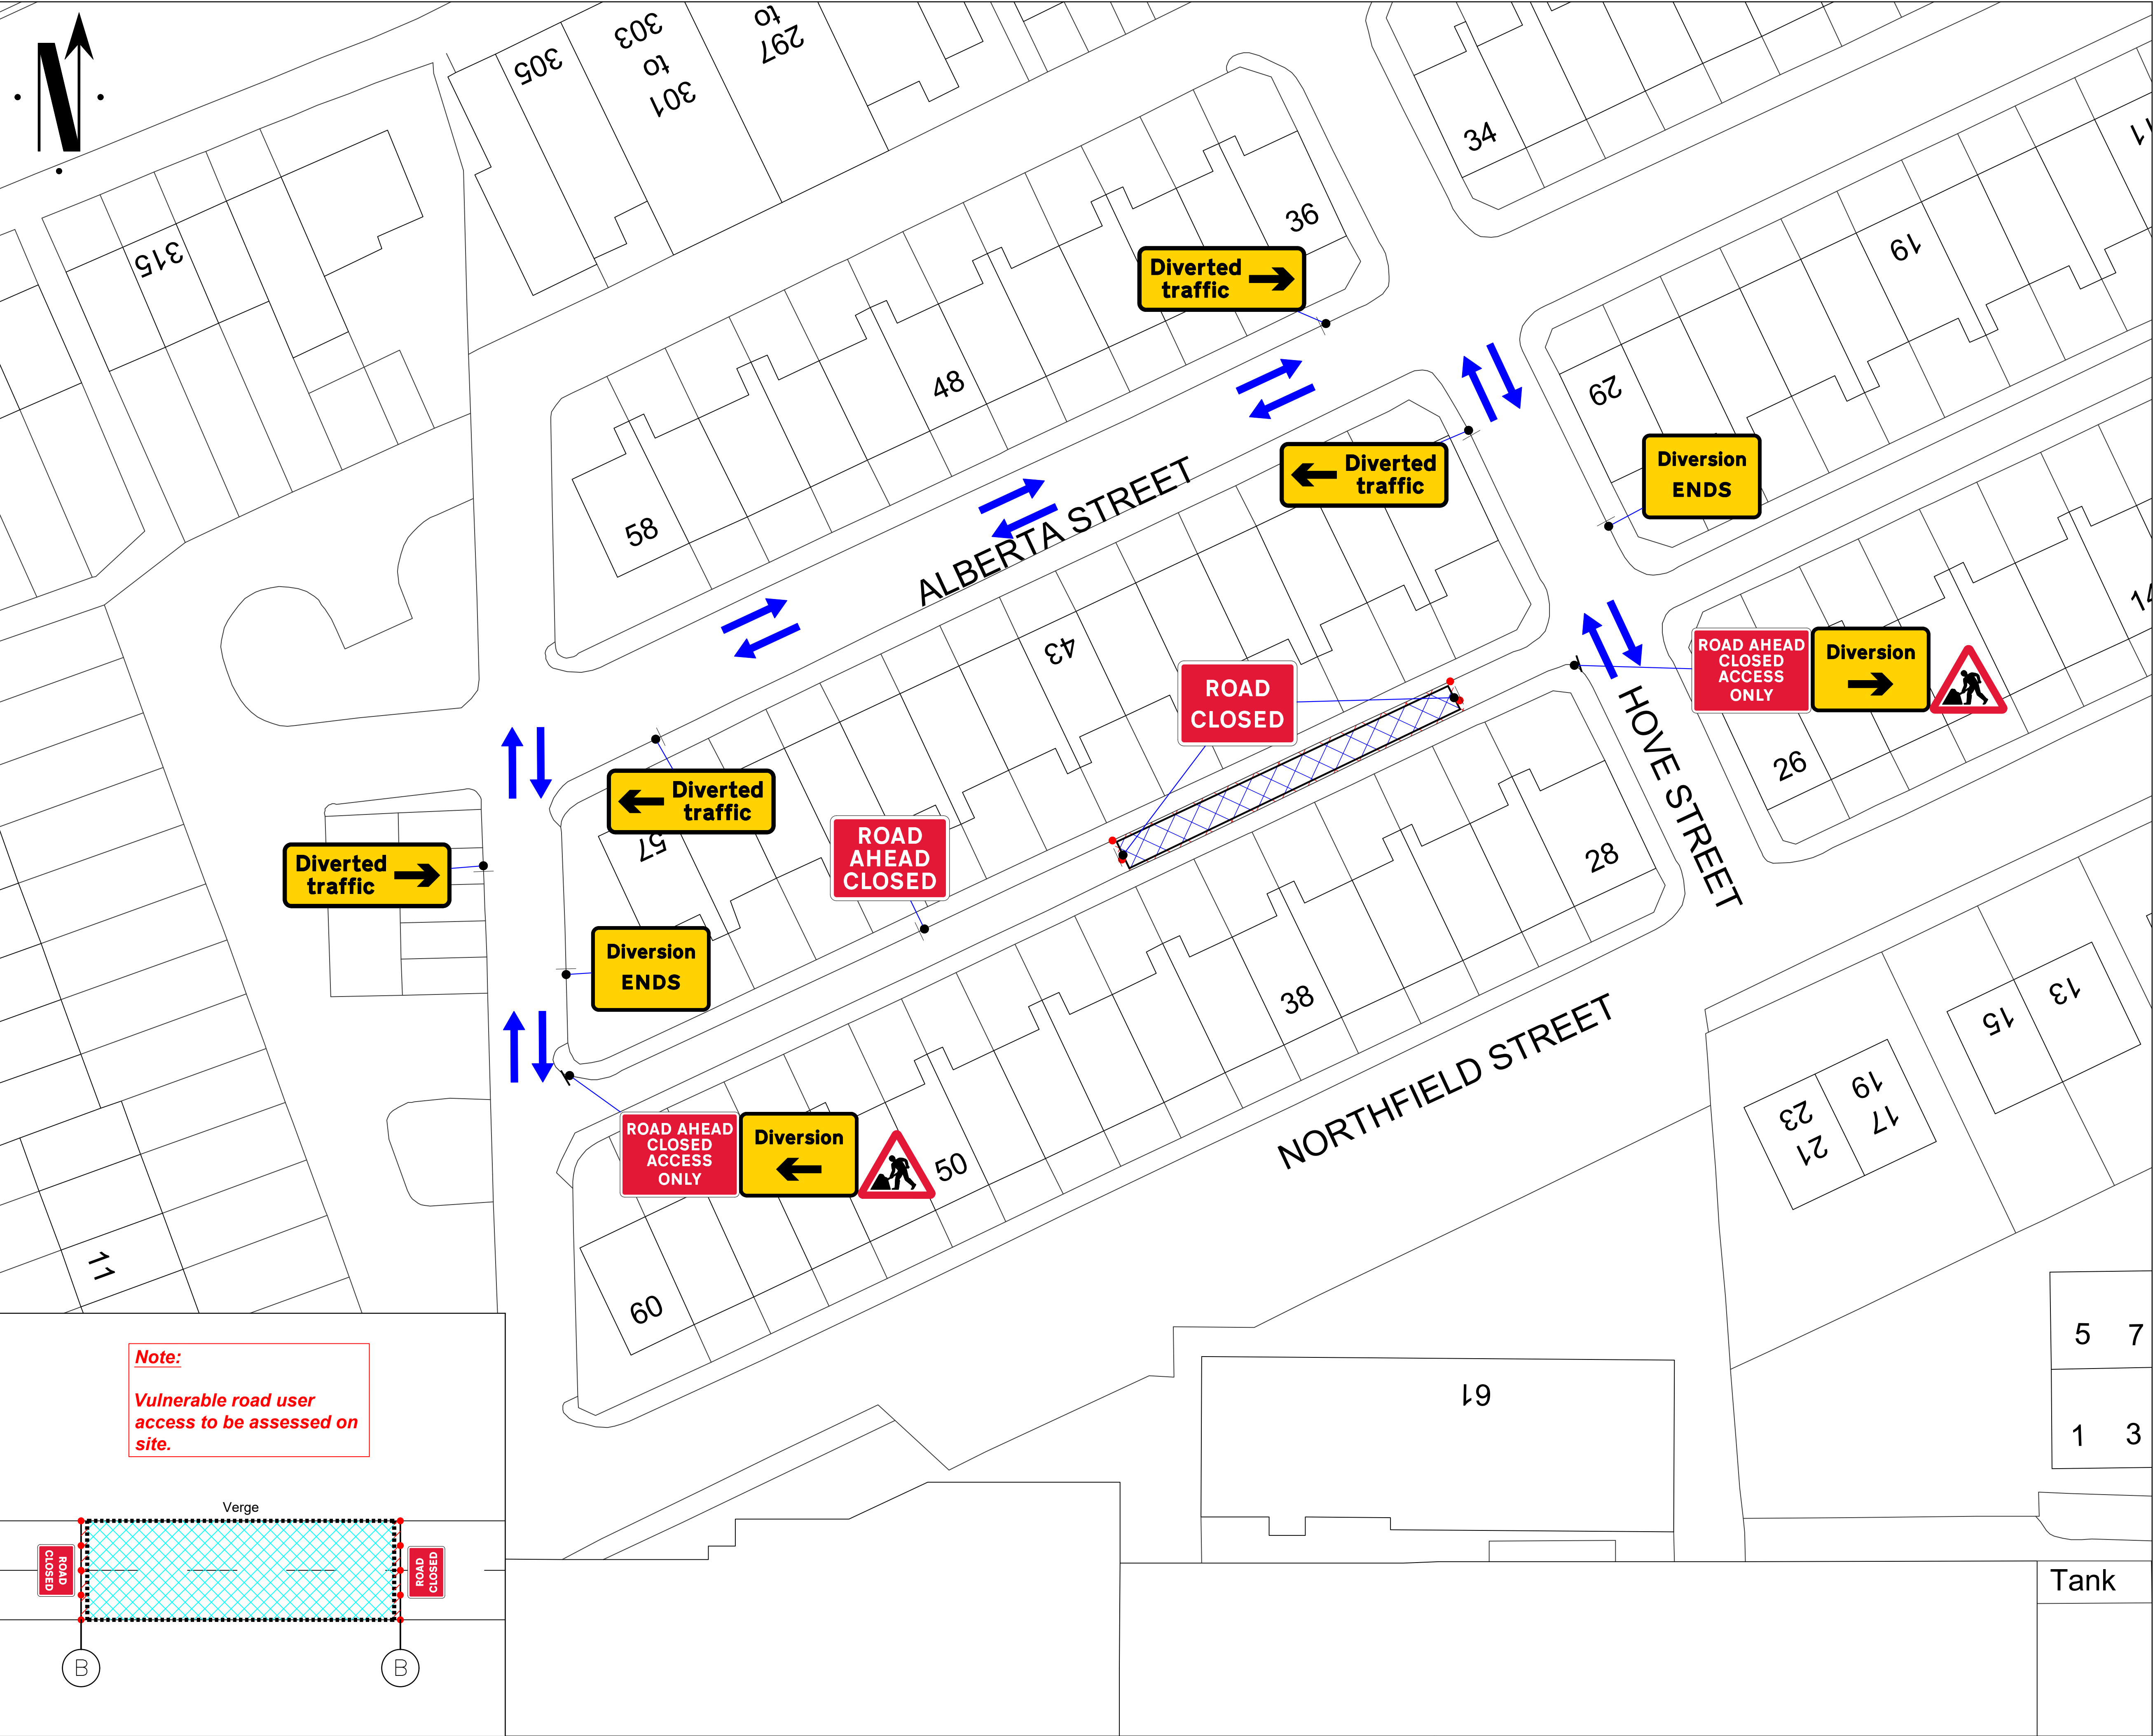 N
305
303
to
301
297
to
315
34
36
11
19
Diverted
traffic
48
29
58
ALBERTA STREET
Diverted
traffic
Diversion
ENDS
43
14
ROAD
CLOSED
ROAD AHEAD
CLOSED
ACCESS
ONLY
Diversion
HOVE STREET
26
Diverted
traffic
57
ROAD
AHEAD
CLOSED
28
Diverted
traffic
Diversion
ENDS
38
NORTHFIELD STREET
13
15
19
17
23
21
ROAD AHEAD
CLOSED
ACCESS
ONLY
Diversion
50
11
60
5
7
1
3
61
Note:
Vulnerable road user
access to be assessed on
site.
Verge
ROAD
CLOSED
ROAD
CLOSED
B
B
Tank